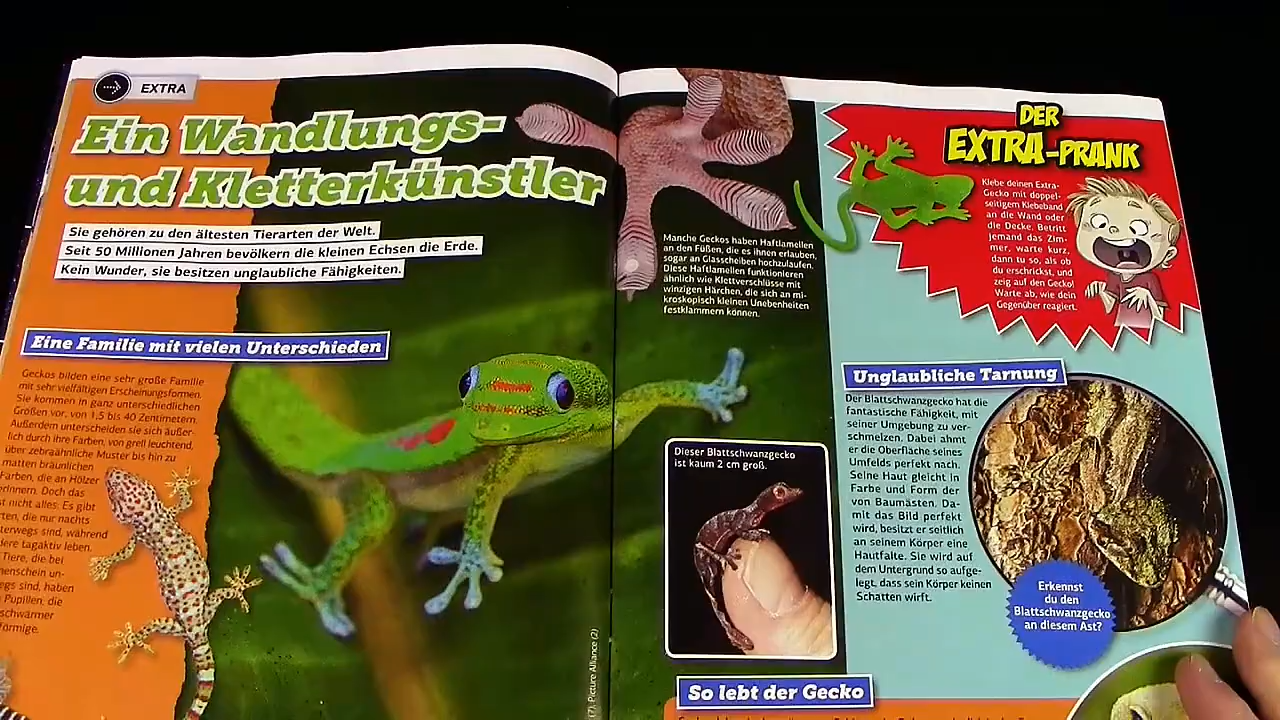 EXTRA
Ein Wandlungs-
und Kletterkünstler
Sie gehören zu den ältesten Tierarten der Welt.
Seit 50 Millionen Jahren bevölkern die kleinen Echsen die Erde.
Kein Wunder, sie besitzen unglaubliche Fähigkeiten.
Eine Familie mit vielen Unterschieden
Geckos bilden eine sehr große Familie
mit sehr vielfältigen Erscheinungsformen.
Sie kommen in ganz unterschiedlichen
Größen vor, von 1,5 bis 40 Zentimetern.
Außerdem unterscheiden sie sich äußer-
lich durch ihre Farben, von grell leuchtend,
über zebraähnliche Muster bis hin zu
matten bräunlichen
Farben, die an Hölzer
erinnern. Doch das
ist nicht alles: Es gibt
die nur nachts
sind, während
tagaktiv leben.
Tiere, die bei
un-
sind, haben
Pupillen, die
(7), Picture Alliance (2)
Manche Geckos haben Haftlamellen
an den Füßen, die es ihnen erlauben,
sogar an Glasscheiben hochzulaufen.
Diese Haftlamellen funktionieren
ähnlich wie Klettverschlüsse mit
winzigen Härchen, die sich an mi-
kroskopisch kleinen Unebenheiten
festklammern können.
Dieser Blattschwanzgecko
ist kaum 2 cm groß.
DER
EXTRA-PRANK
Klebe deinen Extra-
Gecko mit doppel-
seitigem Klebeband
an die Wand oder
die Decke. Betritt
jemand das Zim-
mer, warte kurz,
dann tu so, als ob
du erschrickst, und
zeig auf den Gecko!
Warte ab, wie dein
Gegenüber reagiert.
Unglaubliche Tarnung
Der Blattschwanzgecko hat die
fantastische Fähigkeit, mit
seiner Umgebung zu ver-
schmelzen. Dabei ahmt
er die Oberfläche seines
Umfelds perfekt nach.
Seine Haut gleicht in
Farbe und Form der
von Baumästen. Da-
mit das Bild perfekt
wird, besitzt er seitlich
an seinem Körper eine
Hautfalte. Sie wird auf
dem Untergrund so aufge-
legt, dass sein Körper keinen
Schatten wirft.
Erkennst
du den
Blattschwanzgecko
an diesem Ast?
So lebt der Gecko